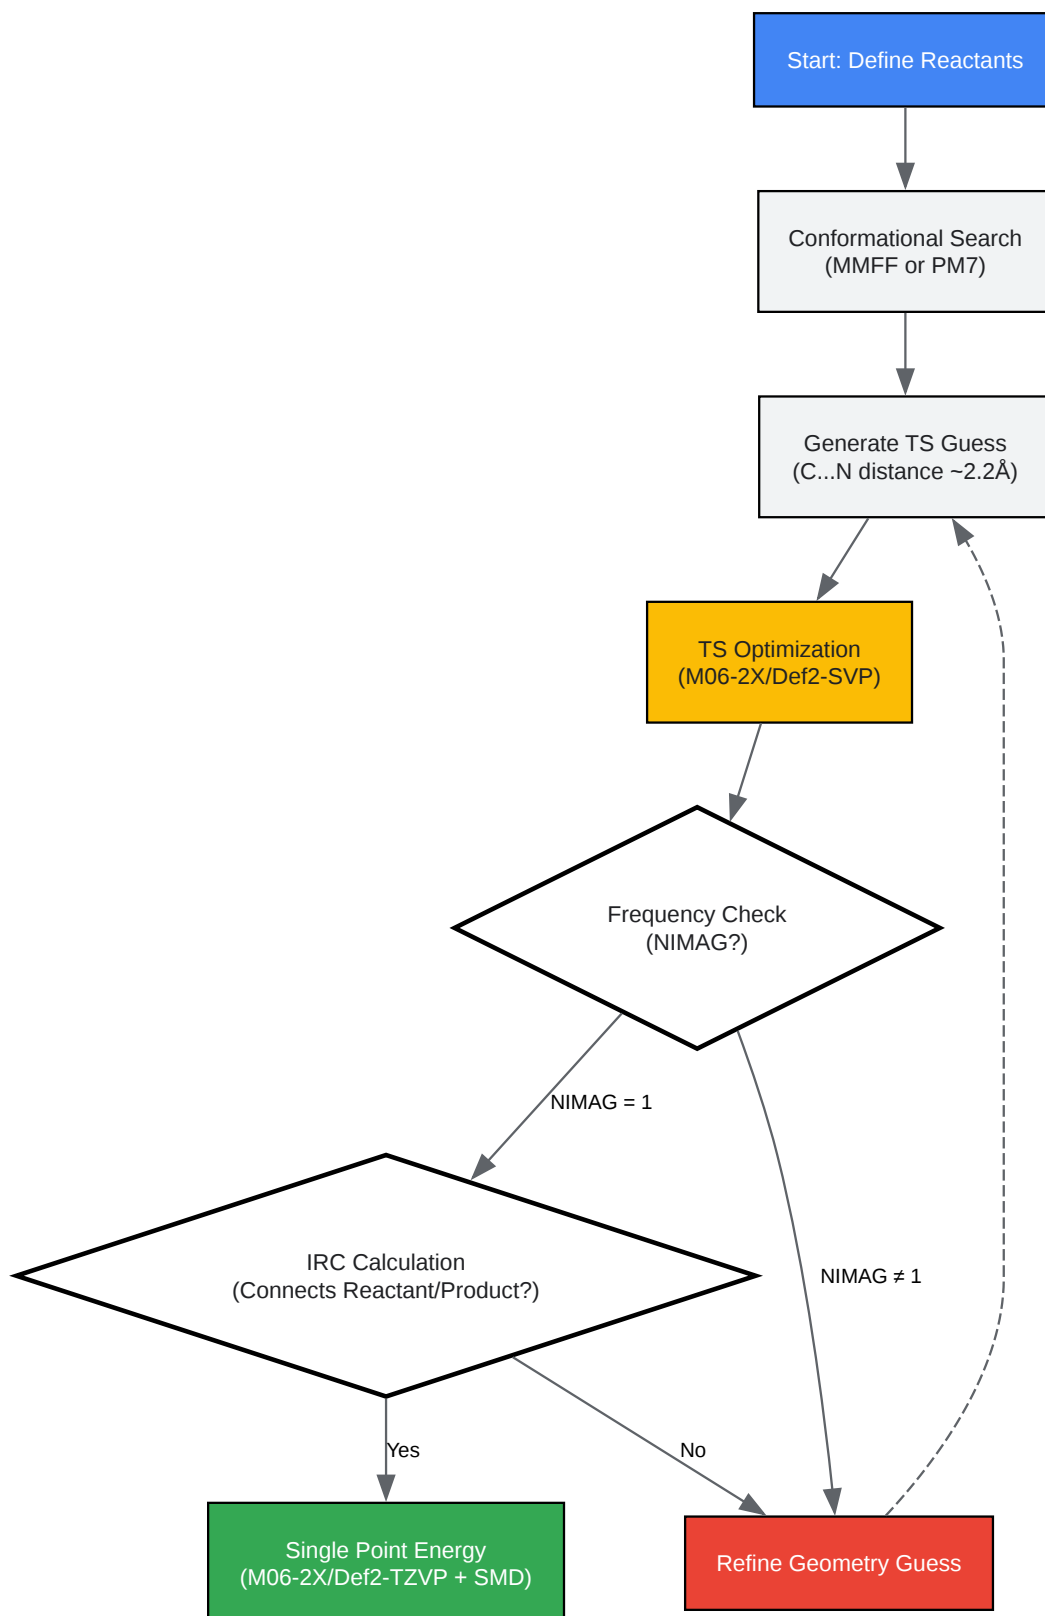 Start: Define Reactants
Conformational Search
(MMFF or PM7)
Generate TS Guess
(C...N distance ~2.2Å)
TS Optimization
(M06-2X/Def2-SVP)
Frequency Check
(NIMAG?)
NIMAG = 1
IRC Calculation
(Connects Reactant/Product?)
NIMAG ≠ 1
Yes
No
Single Point Energy
(M06-2X/Def2-TZVP + SMD)
Refine Geometry Guess